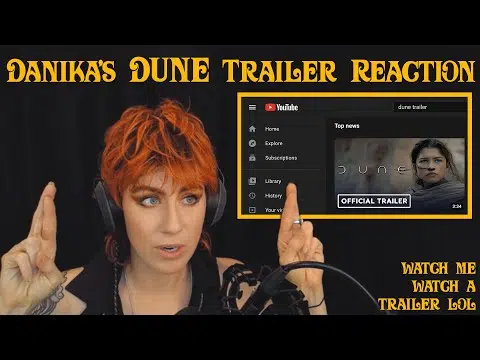 DANIKA'S DUNE TRAILER REACTION
YouTube
dune trailer
Home
Top news
Explore
Subscriptions
DUNE
Library
OFFICIAL TRAILER
History
3:24
WATCH ME
WATCH A
TRAILER LOL